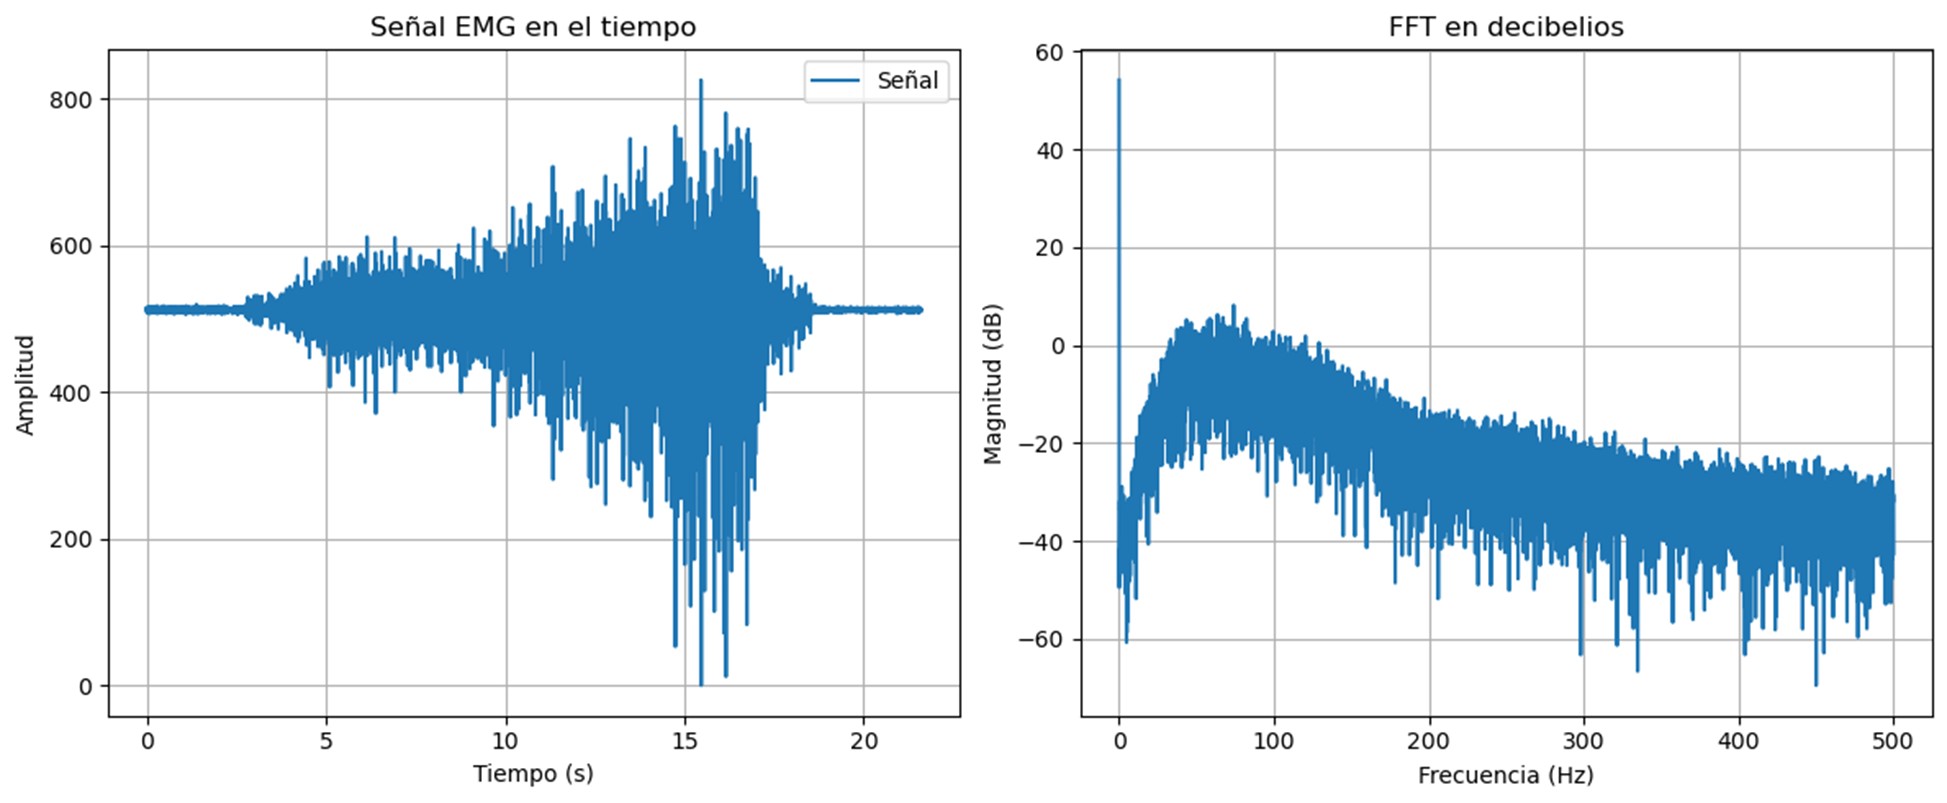 Señal EMG en el tiempo
Señal
800
600
400
200
0
Amplitud
0 5 10 15 20
Tiempo (s)
FFT en decibelios
60
40
20
0
−20
−40
−60
Magnitud (dB)
0 100 200 300 400 500
Frecuencia (Hz)